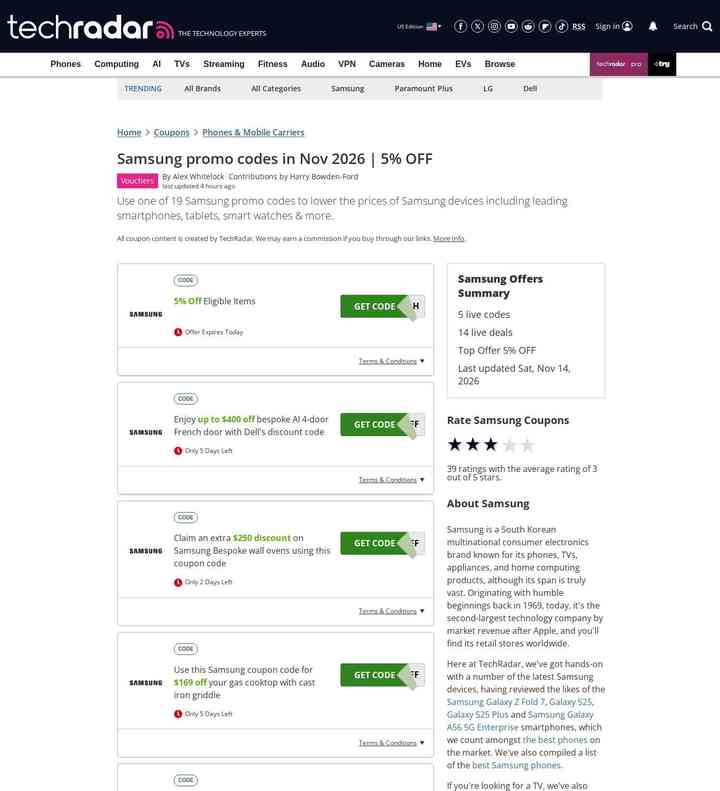 techradar THE TECHNOLOGY EXPERTS
US Edition RSS Sign in Search
Phones Computing AI TVs Streaming Fitness Audio VPN Cameras Home EVs Browse techradar pro
TRENDING All Brands All Categories Samsung Paramount Plus LG Dell
Home > Coupons > Phones & Mobile Carriers
Samsung promo codes in Nov 2026 | 5% OFF
Vouchers By Alex Whitelock Contributions by Harry Bowden-Ford
last updated 4 hours ago
Use one of 19 Samsung promo codes to lower the prices of Samsung devices including leading
smartphones, tablets, smart watches & more.
All coupon content is created by TechRadar. We may earn a commission if you buy through our links. More Info.
CODE
SAMSUNG
5% Off Eligible Items
GET CODE H
Offer Expires Today
Terms & Conditions ▼
CODE
SAMSUNG
Enjoy up to $400 off bespoke AI 4-door
French door with Dell's discount code
GET CODE FF
Only 5 Days Left
Terms & Conditions ▼
CODE
SAMSUNG
Claim an extra $250 discount on
Samsung Bespoke wall ovens using this
coupon code
GET CODE FF
Only 2 Days Left
Terms & Conditions ▼
CODE
SAMSUNG
Use this Samsung coupon code for
$169 off your gas cooktop with cast
iron griddle
GET CODE FF
Only 5 Days Left
Terms & Conditions ▼
CODE
Samsung Offers
Summary
5 live codes
14 live deals
Top Offer 5% OFF
Last updated Sat, Nov 14,
2026
Rate Samsung Coupons
39 ratings with the average rating of 3
out of 5 stars.
About Samsung
Samsung is a South Korean
multinational consumer electronics
brand known for its phones, TVs,
appliances, and home computing
products, although its span is truly
vast. Originating with humble
beginnings back in 1969, today, it's the
second-largest technology company by
market revenue after Apple, and you'll
find its retail stores worldwide.
Here at TechRadar, we've got hands-on
with a number of the latest Samsung
devices, having reviewed the likes of the
Samsung Galaxy Z Fold 7, Galaxy S25,
Galaxy S25 Plus and Samsung Galaxy
A56 5G Enterprise smartphones, which
we count amongst the best phones on
the market. We've also compiled a list
of the best Samsung phones.
If you're looking for a TV, we've also